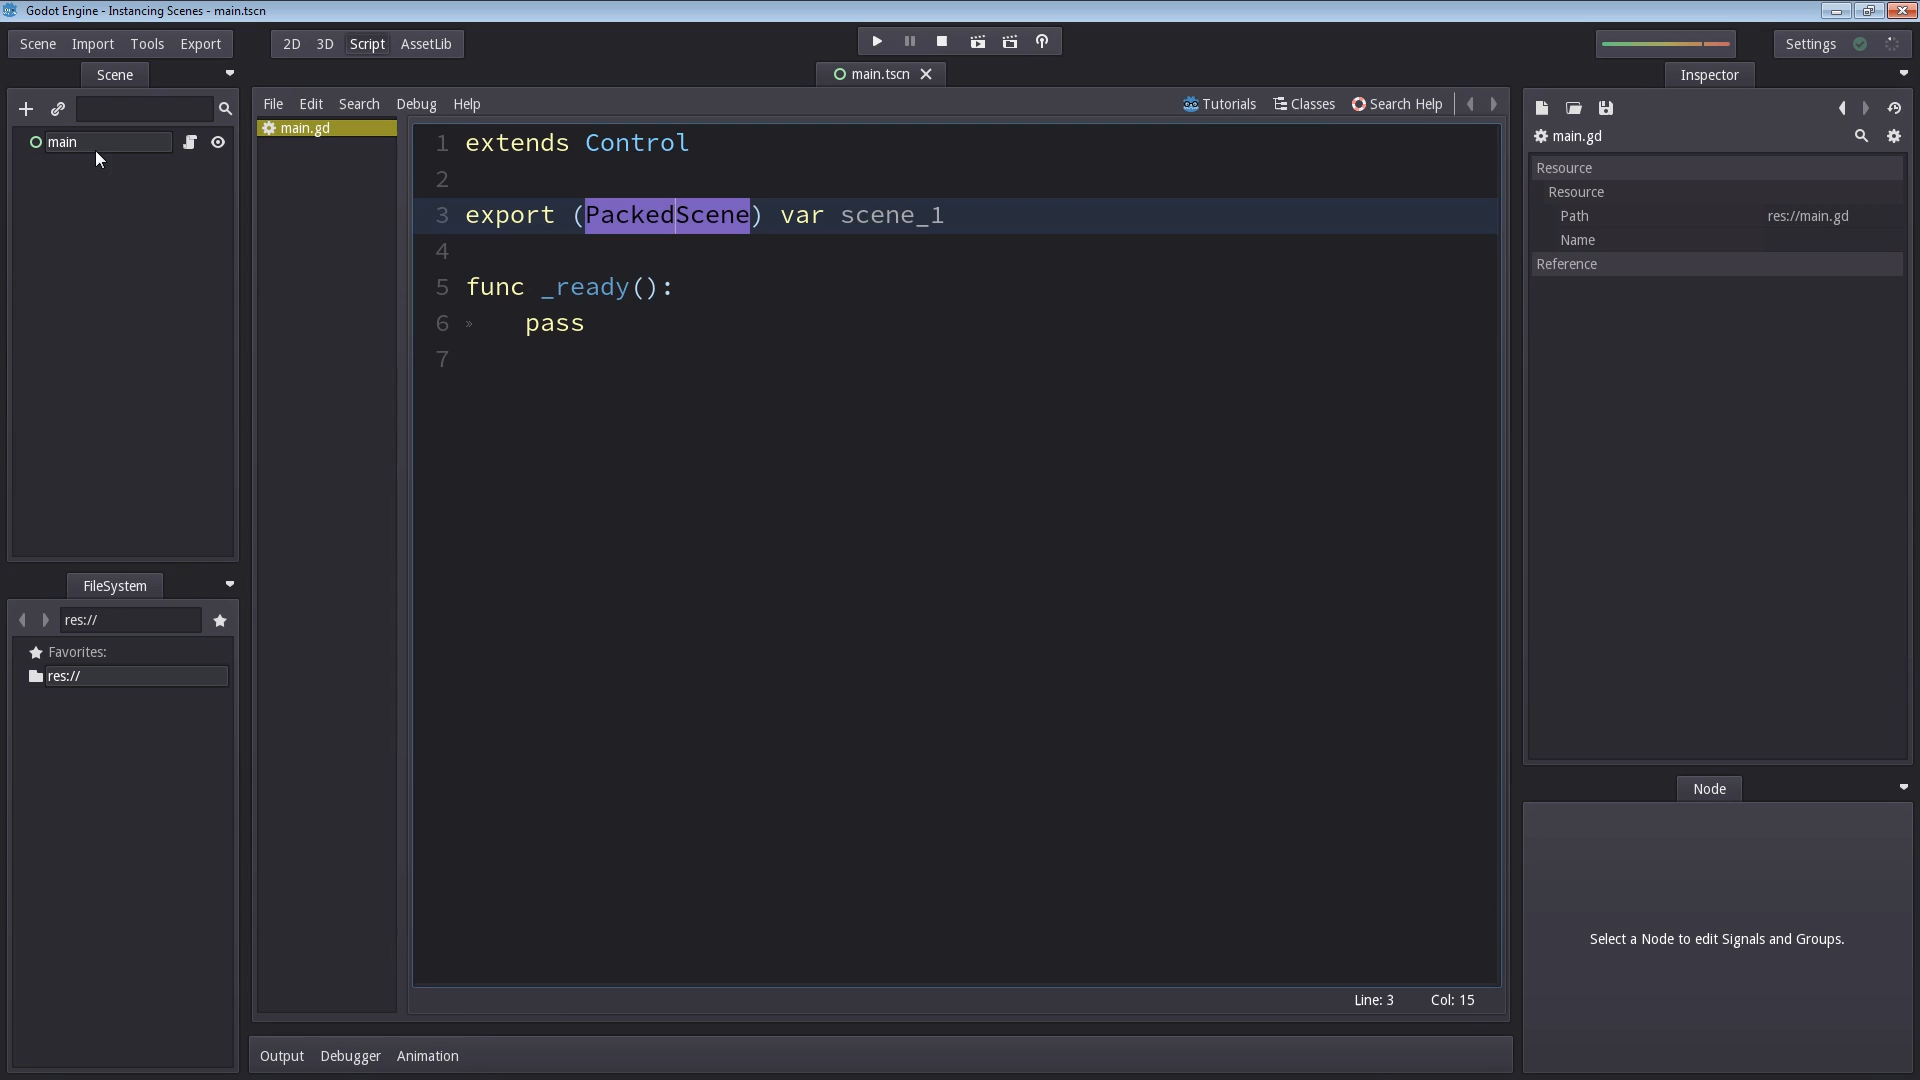 Godot Engine - Instancing Scenes - main.tscn
Scene Import Tools Export 2D 3D Script AssetLib Settings
Scene main.tscn Inspector
File Edit Search Debug Help Tutorials Classes Search Help
main main.gd main.gd
1 extends Control
2
3 export (PackedScene) var scene_1
4
5 func _ready():
6 » pass
7
Resource
Resource
Path res://main.gd
Name
Reference
FileSystem
res://
Favorites:
res://
Node
Select a Node to edit Signals and Groups.
Line: 3 Col: 15
Output Debugger Animation